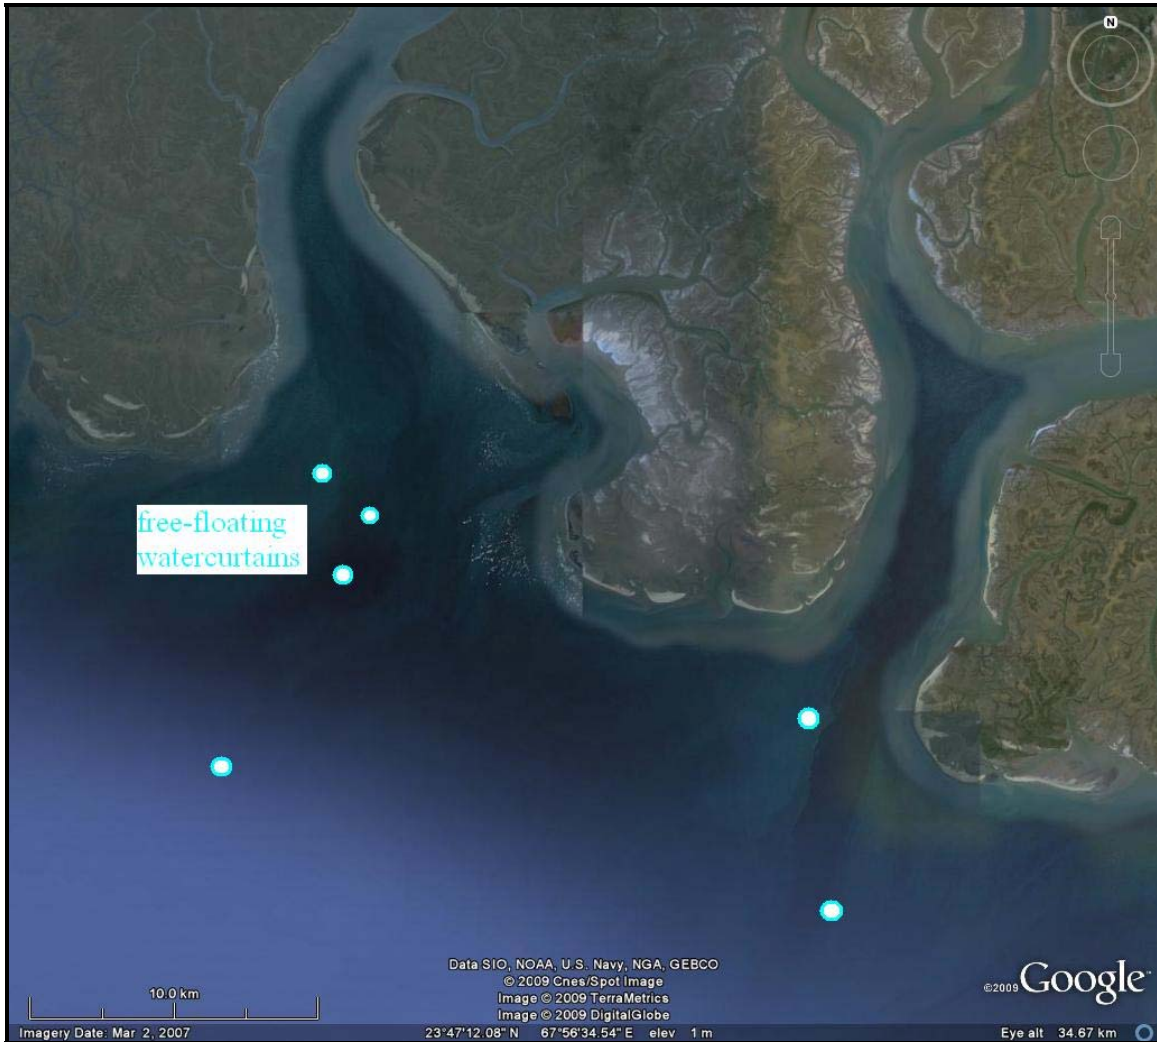 N
free-floating
watercurtains
Data SIO, NOAA, U.S. Navy, NGA, GEBCO
© 2009 Cnes/Spot Image
Image © 2009 TerraMetrics
Image © 2009 DigitalGlobe
©2009 Google
10.0 km
Imagery Date: Mar 2, 2007 23°47'12.08" N 67°56'34.54" E elev 1 m Eye alt 34.67 km